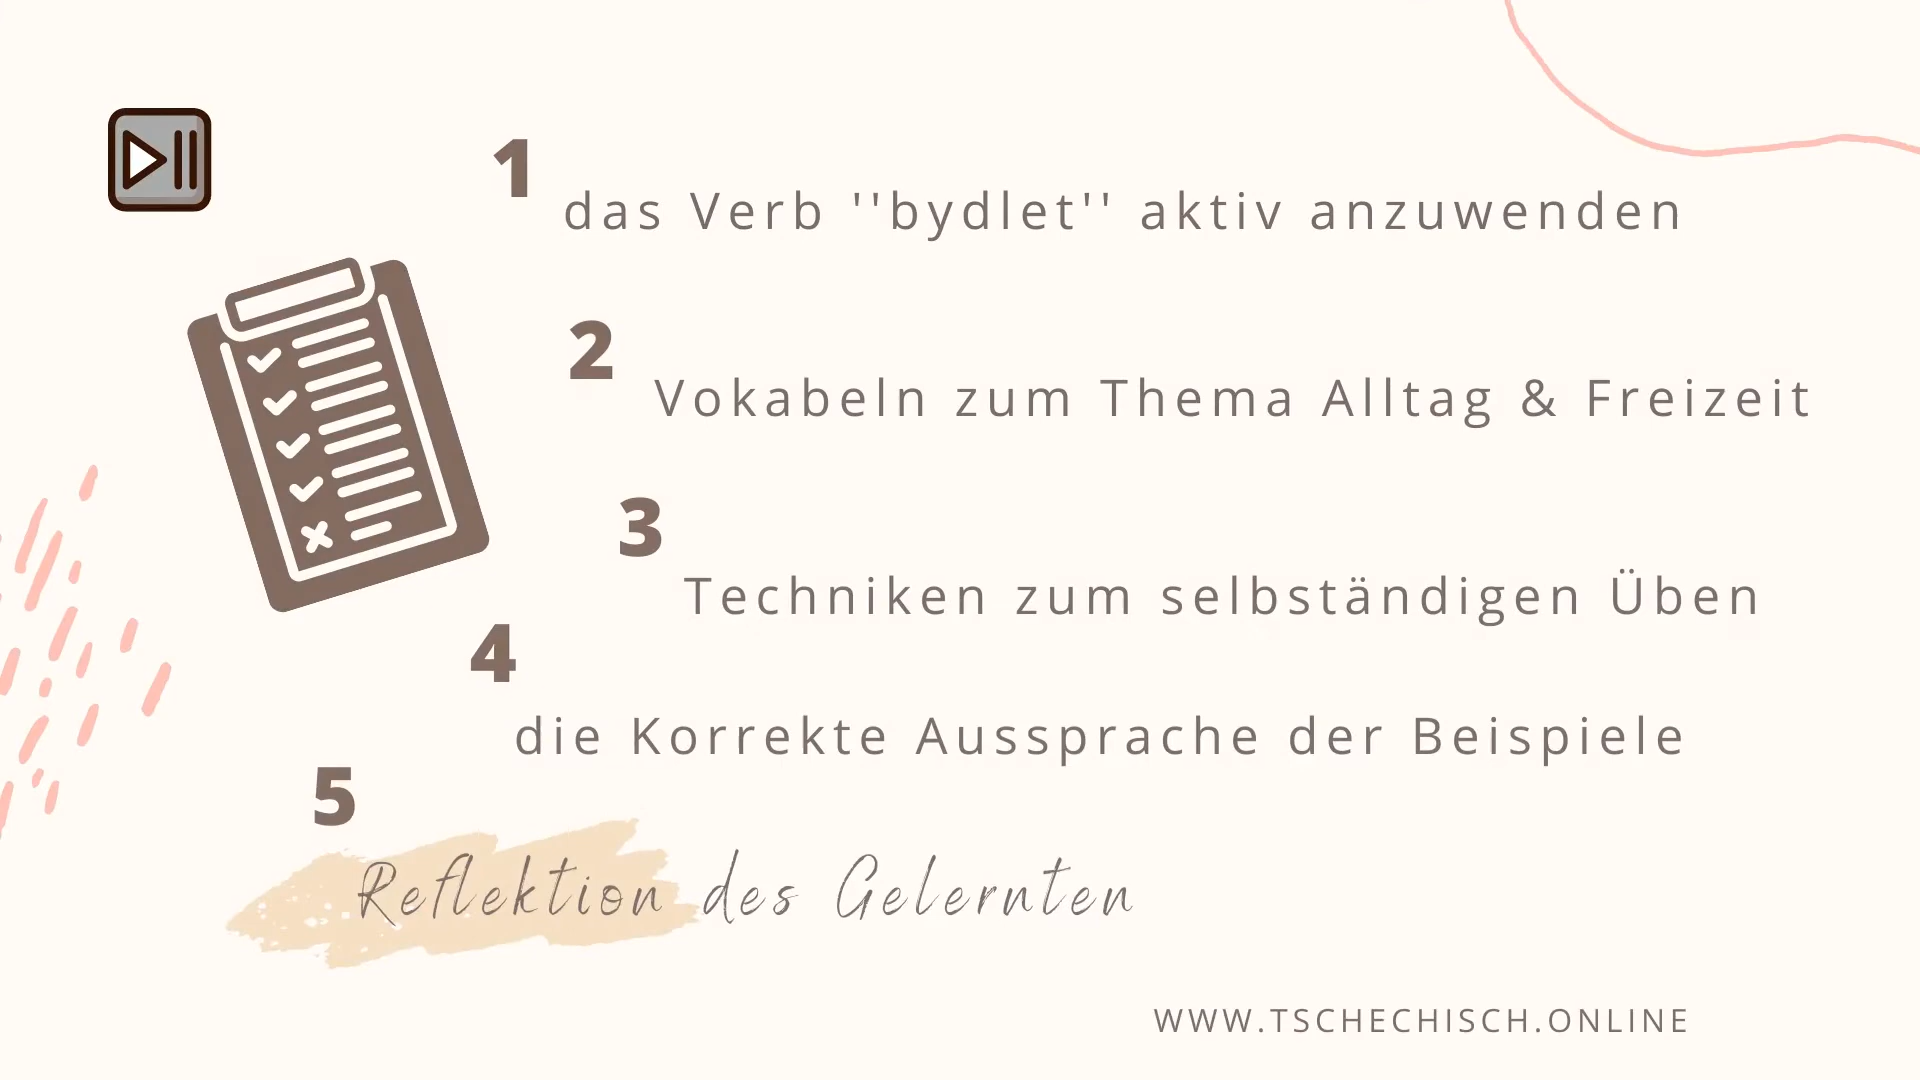 1
das Verb ''bydlet'' aktiv anzuwenden
2
Vokabeln zum Thema Alltag & Freizeit
3
Techniken zum selbständigen Üben
4
die Korrekte Aussprache der Beispiele
5
Reflektion des Gelernten
WWW.TSCHECHISCH.ONLINE